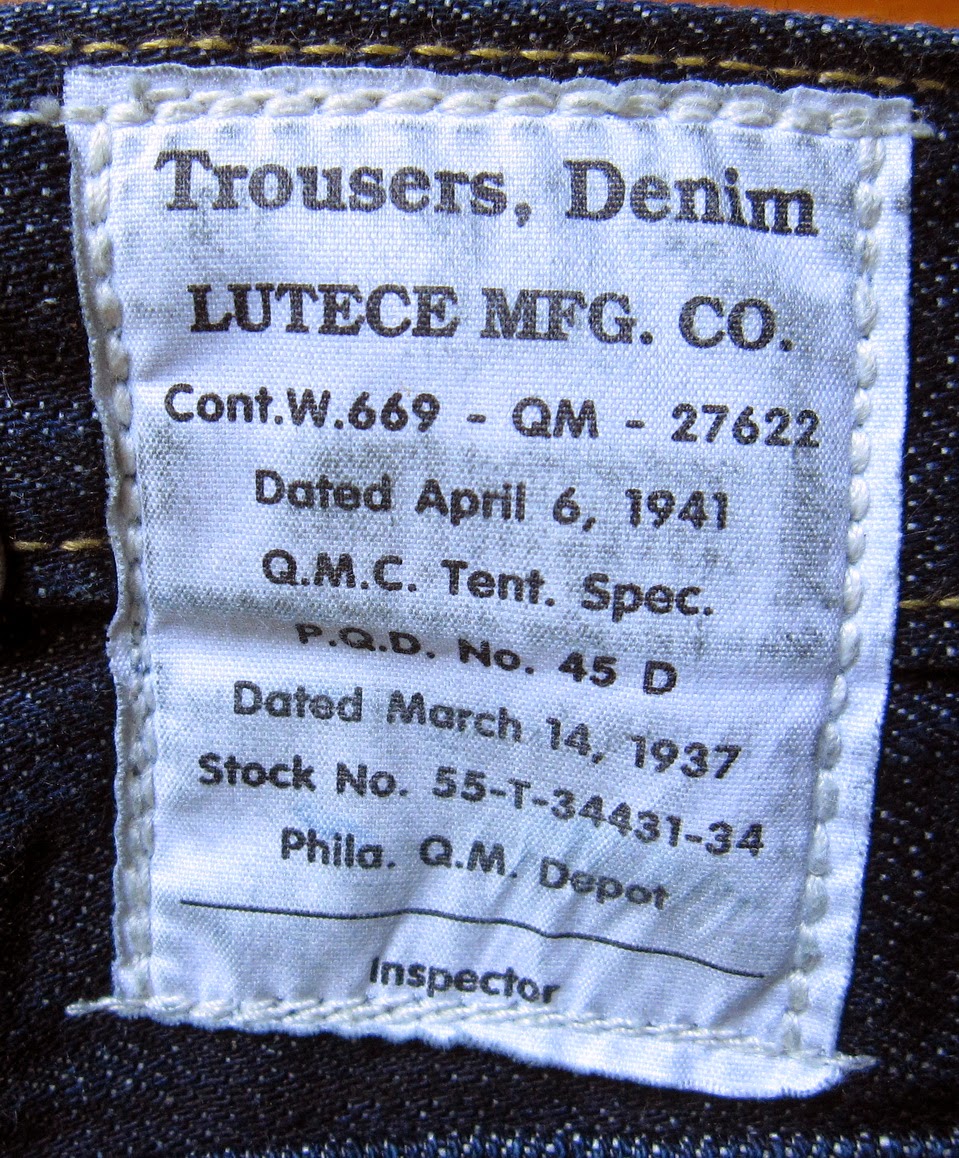 Trousers, Denim
LUTECE MFG. CO.
Cont.W.669 - QM - 27622
Dated April 6, 1941
Q.M.C. Tent. Spec.
P.Q.D. No. 45 D
Dated March 14, 1937
Stock No. 55-T-34431-34
Phila. Q.M. Depot
Inspector